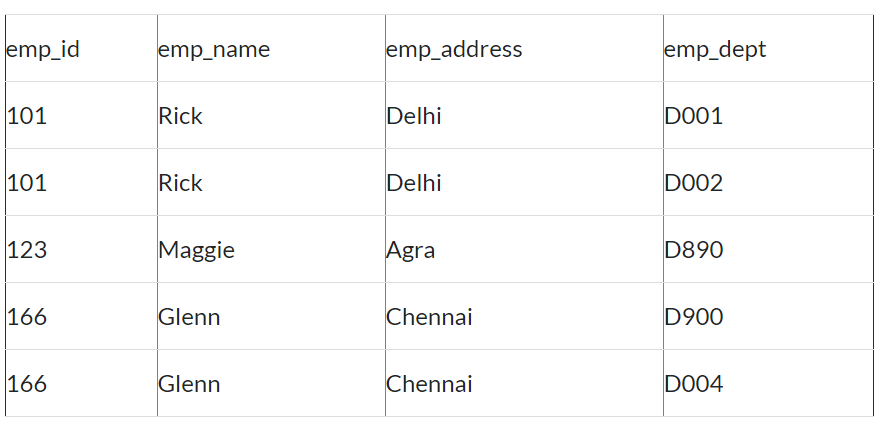 emp_id emp_name emp_address emp_dept
101 Rick Delhi D001
101 Rick Delhi D002
123 Maggie Agra D890
166 Glenn Chennai D900
166 Glenn Chennai D004